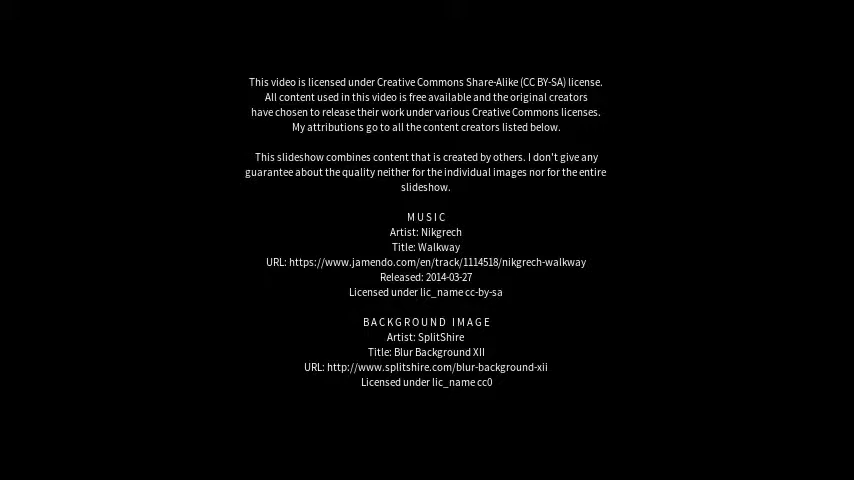 This video is licensed under Creative Commons Share-Alike (CC BY-SA) license.
All content used in this video is free available and the original creators
have chosen to release their work under various Creative Commons licenses.
My attributions go to all the content creators listed below.
This slideshow combines content that is created by others. I don't give any
guarantee about the quality neither for the individual images nor for the entire
slideshow.
MUSIC
Artist: Nikgrech
Title: Walkway
URL: https://www.jamendo.com/en/track/1114518/nikgrech-walkway
Released: 2014-03-27
Licensed under lic_name cc-by-sa
BACKGROUND IMAGE
Artist: SplitShire
Title: Blur Background XII
URL: http://www.splitshire.com/blur-background-xii
Licensed under lic_name cc0